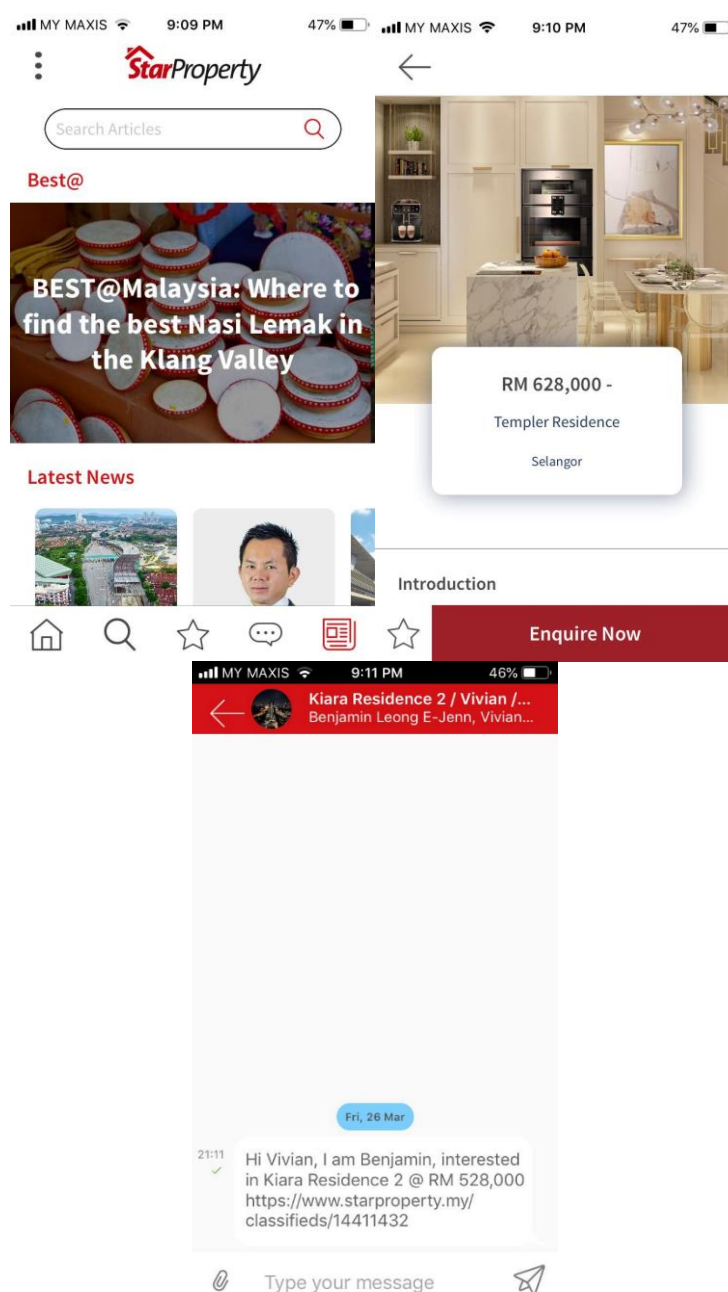 MY MAXIS 9:09 PM 47%
StarProperty
Search Articles
Best@
BEST@Malaysia: Where to
find the best Nasi Lemak in
the Klang Valley
Latest News
MY MAXIS 9:10 PM 47%
RM 628,000 -
Templer Residence
Selangor
Introduction
Enquire Now
MY MAXIS 9:11 PM 46%
Kiara Residence 2 / Vivian /...
Benjamin Leong E-Jenn, Vivian...
Fri, 26 Mar
21:11
Hi Vivian, I am Benjamin, interested
in Kiara Residence 2 @ RM 528,000
https://www.starproperty.my/
classifieds/14411432
Type your message